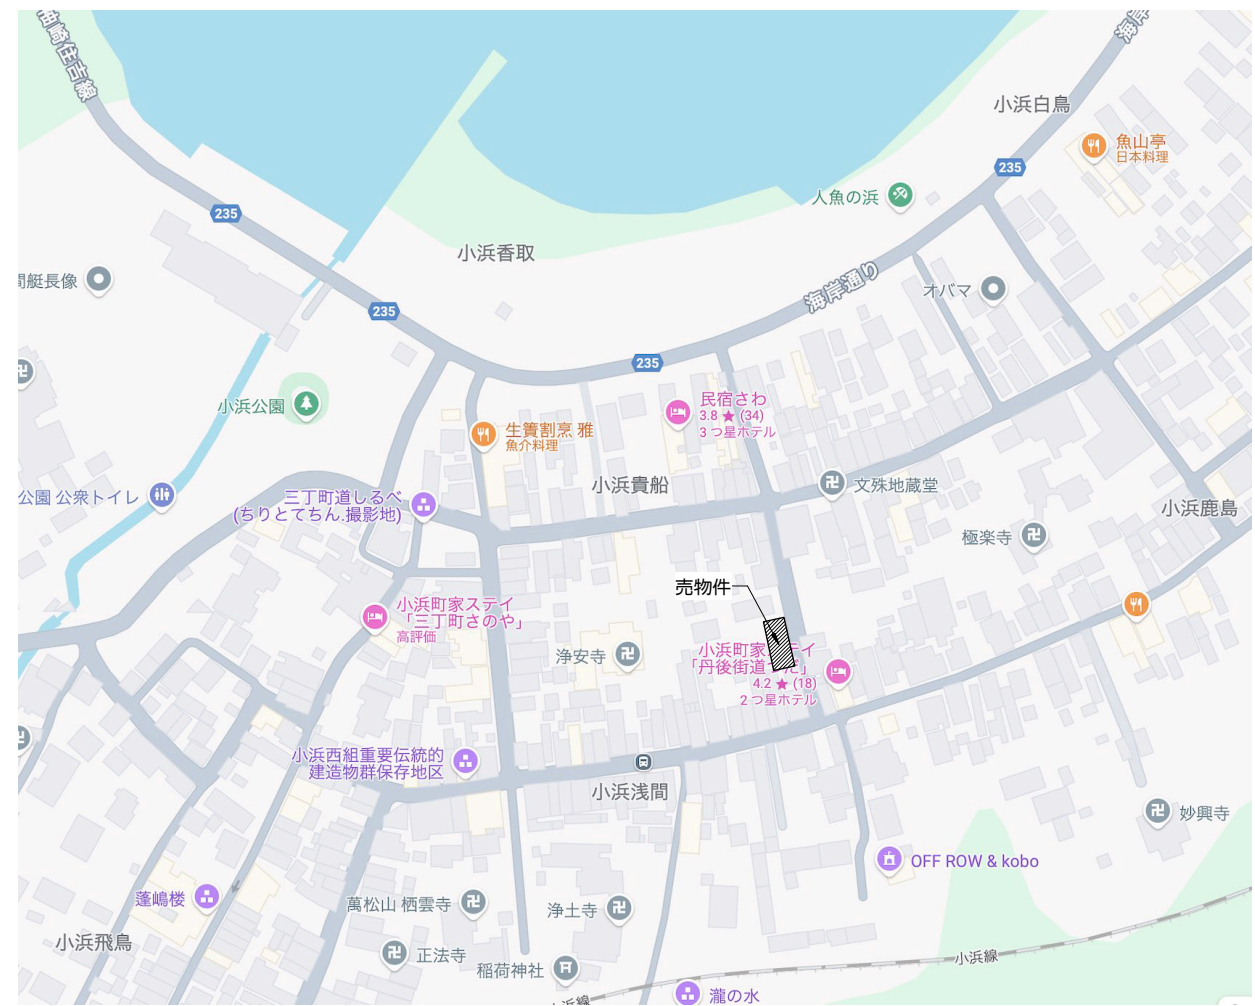 岬崎住吉線
海岸
小浜白鳥
魚山亭
日本料理
235
235
人魚の浜
小浜香取
艇長像
海岸通り
オバマ
235
235
小浜公園
民宿さわ
3.8 ★ (34)
3 つ星ホテル
生簀割烹 雅
魚介料理
小浜貴船
文殊地蔵堂
公園 公衆トイレ
三丁町道しるべ
(ちりとてちん.撮影地)
小浜鹿島
極楽寺
売物件
小浜町家ステイ
「三丁町さのや」
高評価
浄安寺
小浜町家
イ
「丹後街道
」
4.2 ★ (18)
2 つ星ホテル
小浜西組重要伝統的
建造物群保存地区
小浜浅間
妙興寺
OFF ROW & kobo
蓬嶋楼
萬松山 栖雲寺
浄土寺
小浜飛鳥
正法寺
稲荷神社
小浜線
浜線
瀧の水